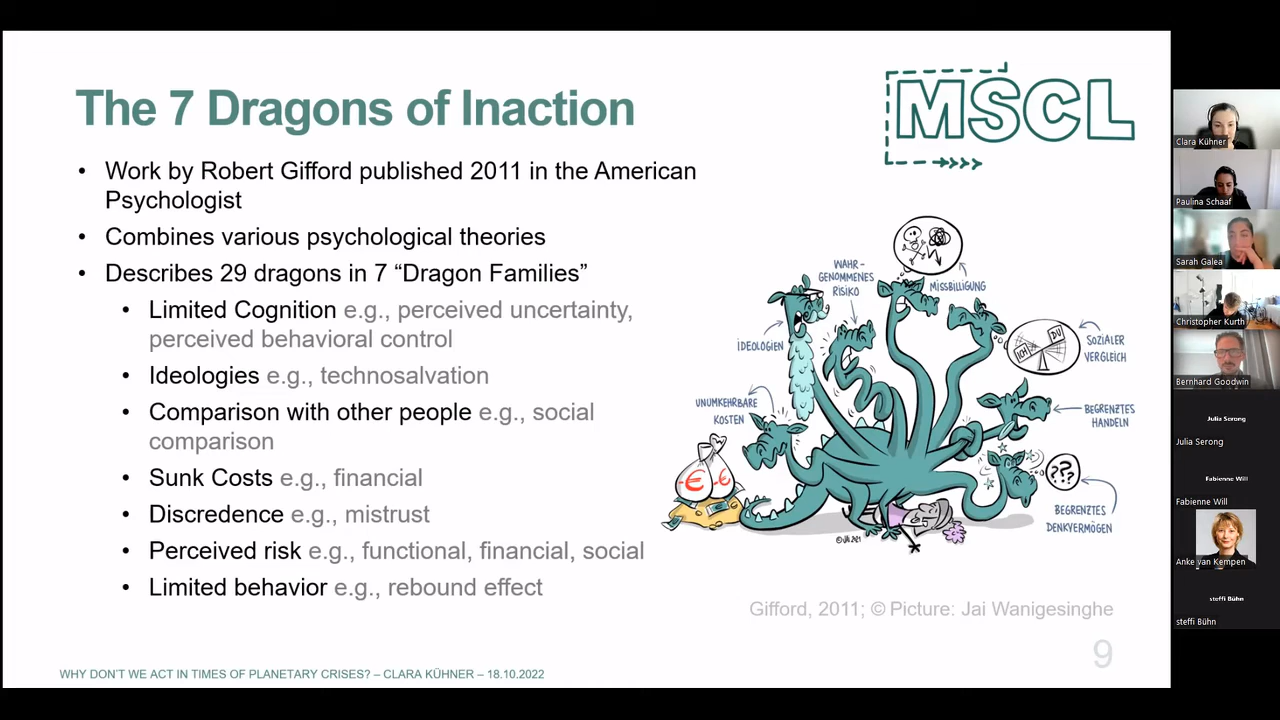 The 7 Dragons of Inaction
MSCL
• Work by Robert Gifford published 2011 in the American
Psychologist
• Combines various psychological theories
• Describes 29 dragons in 7 “Dragon Families”
• Limited Cognition e.g., perceived uncertainty,
perceived behavioral control
• Ideologies e.g., technosalvation
• Comparison with other people e.g., social
comparison
• Sunk Costs e.g., financial
• Discredence e.g., mistrust
• Perceived risk e.g., functional, financial, social
• Limited behavior e.g., rebound effect
WAHR-
GENOMMENES
RISIKO
MISSBILLIGUNG
IDEOLOGIEN
ICH
DU
SOZIALER
VERGLEICH
UNUMKEHRBARE
KOSTEN
BEGRENZTES
HANDELN
-€
-€
???
BEGRENZTES
DENKVERMÖGEN
Gifford, 2011; © Picture: Jai Wanigesinghe
9
WHY DON'T WE ACT IN TIMES OF PLANETARY CRISES? – CLARA KÜHNER – 18.10.2022
Clara Kühner
Paulina Schaaf
Sarah Galea
Christopher Kurth
Bernhard Goodwin
Julia Serong
Julia Serong
Fabienne Will
Fabienne Will
Anke van Kempen
steffi Bühn
steffi Bühn